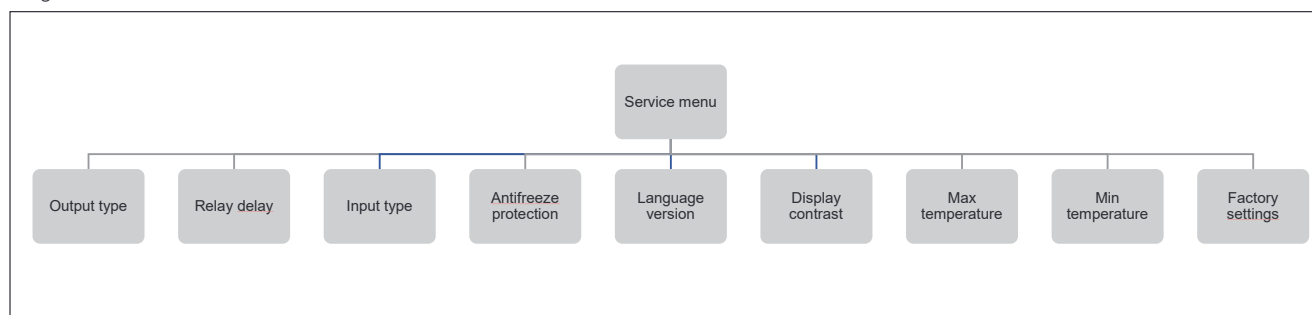 Service menu
Output type
Relay delay
Input type
Antifreeze
protection
Language
version
Display
contrast
Max
temperature
Min
temperature
Factory
settings